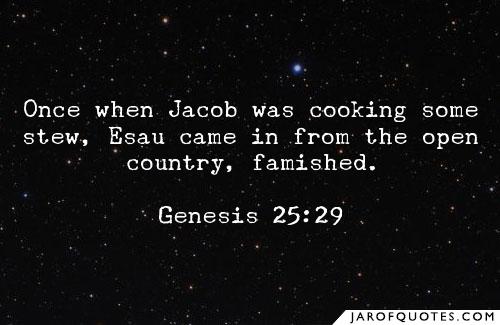 Once when Jacob was cooking some
stew, Esau came in from the open
country, famished.
Genesis 25:29
JAROFQUOTES.COM